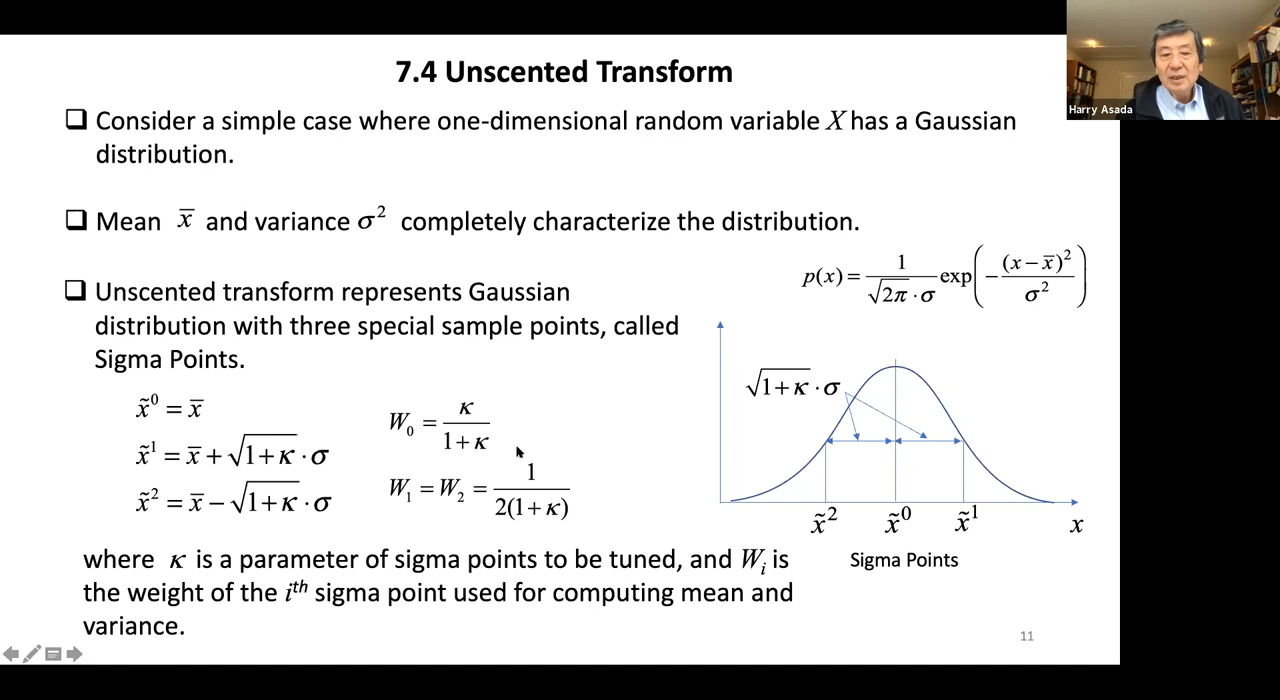 7.4 Unscented Transform
Harry Asada
❑ Consider a simple case where one-dimensional random variable X has a Gaussian
distribution.
❑ Mean x̅ and variance σ² completely characterize the distribution.
p(x) = 1/(√2π · σ) exp(−(x − x̅)²/σ²)
❑ Unscented transform represents Gaussian
distribution with three special sample points, called
Sigma Points.
x̃⁰ = x̅
x̃¹ = x̅ + √(1+κ) · σ
x̃² = x̅ − √(1+κ) · σ
W₀ = κ/(1+κ)
W₁ = W₂ = 1/(2(1+κ))
√(1+κ) · σ
x̃² x̃⁰ x̃¹ x
Sigma Points
where κ is a parameter of sigma points to be tuned, and Wᵢ is
the weight of the iᵗʰ sigma point used for computing mean and
variance.
11